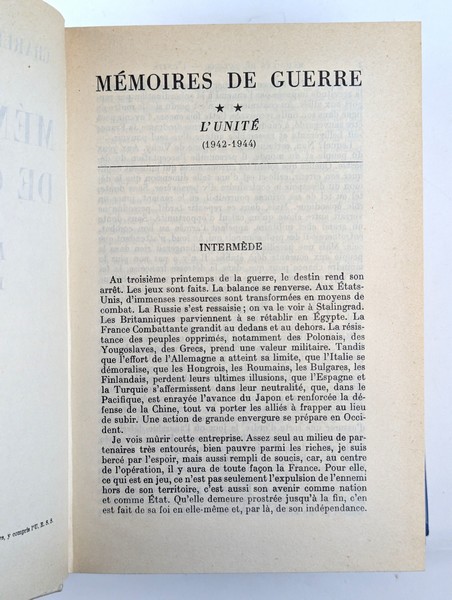 MÉMOIRES DE GUERRE
★ ★
L'UNITÉ
(1942-1944)
INTERMÈDE
Au troisième printemps de la guerre, le destin rend son
arrêt. Les jeux sont faits. La balance se renverse. Aux États-
Unis, d'immenses ressources sont transformées en moyens de
combat. La Russie s'est ressaisie ; on va le voir à Stalingrad.
Les Britanniques parviennent à se rétablir en Égypte. La
France Combattante grandit au dedans et au dehors. La résis-
tance des peuples opprimés, notamment des Polonais, des
Yougoslaves, des Grecs, prend une valeur militaire. Tandis
que l'effort de l'Allemagne a atteint sa limite, que l'Italie se
démoralise, que les Hongrois, les Roumains, les Bulgares, les
Finlandais, perdent leurs ultimes illusions, que l'Espagne et
la Turquie s'affermissent dans leur neutralité, que, dans le
Pacifique, est enrayée l'avance du Japon et renforcée la dé-
fense de la Chine, tout va porter les alliés à frapper au lieu
de subir. Une action de grande envergure se prépare en Occi-
dent.
Je vois mûrir cette entreprise. Assez seul au milieu de par-
tenaires très entourés, bien pauvre parmi les riches, je suis
bercé par l'espoir, mais aussi rempli de soucis, car, au centre
de l'opération, il y aura de toute façon la France. Pour elle,
ce qui est en jeu, ce n'est pas seulement l'expulsion de l'ennemi
hors de son territoire, c'est aussi son avenir comme nation
et comme État. Qu'elle demeure prostrée jusqu'à la fin, c'en
est fait de sa foi en elle-même et, par là, de son indépendance.
y compris l'U. R. S. S.